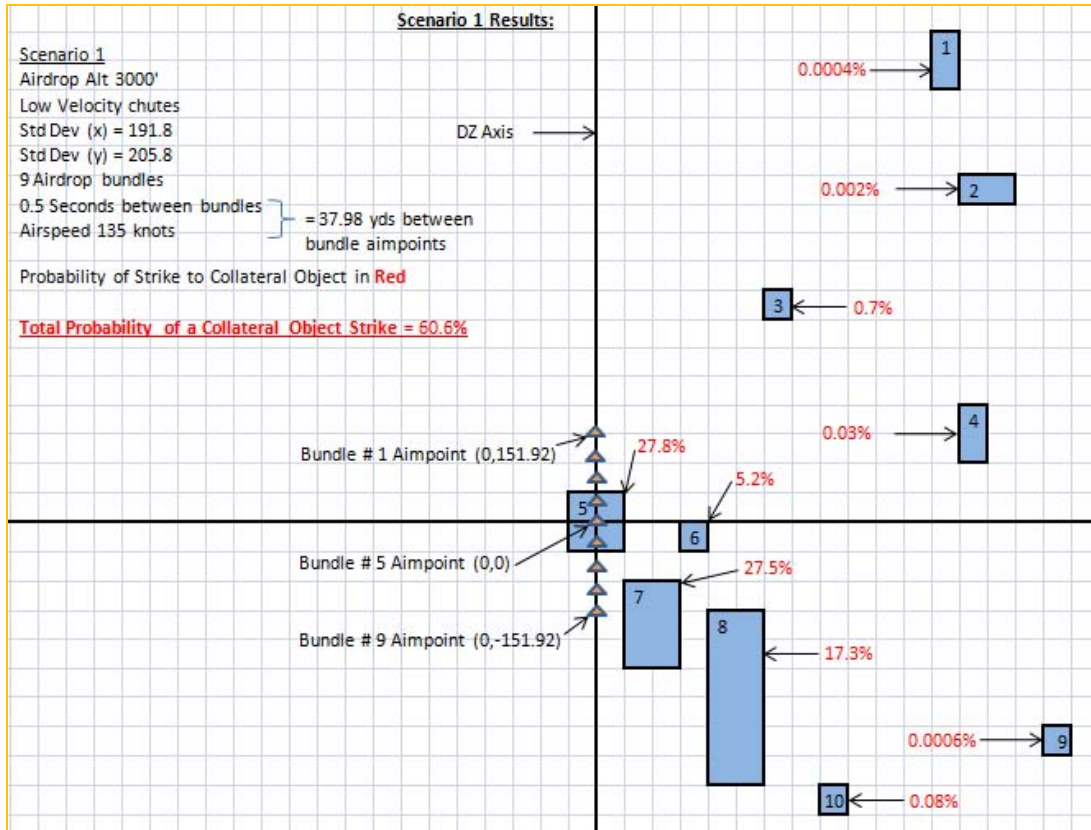 Scenario 1 Results:
Scenario 1
Airdrop Alt 3000'
Low Velocity chutes
Std Dev (x) = 191.8
Std Dev (y) = 205.8
9 Airdrop bundles
0.5 Seconds between bundles
Airspeed 135 knots
= 37.98 yds between
bundle aimpoints
Probability of Strike to Collateral Object in Red
Total Probability of a Collateral Object Strike = 60.6%
DZ Axis
1
0.0004%
2
0.002%
3
0.7%
4
0.03%
Bundle # 1 Aimpoint (0,151.92)
27.8%
5
5.2%
6
Bundle # 5 Aimpoint (0,0)
27.5%
7
Bundle # 9 Aimpoint (0,-151.92)
8
17.3%
0.0006%
9
10
0.08%